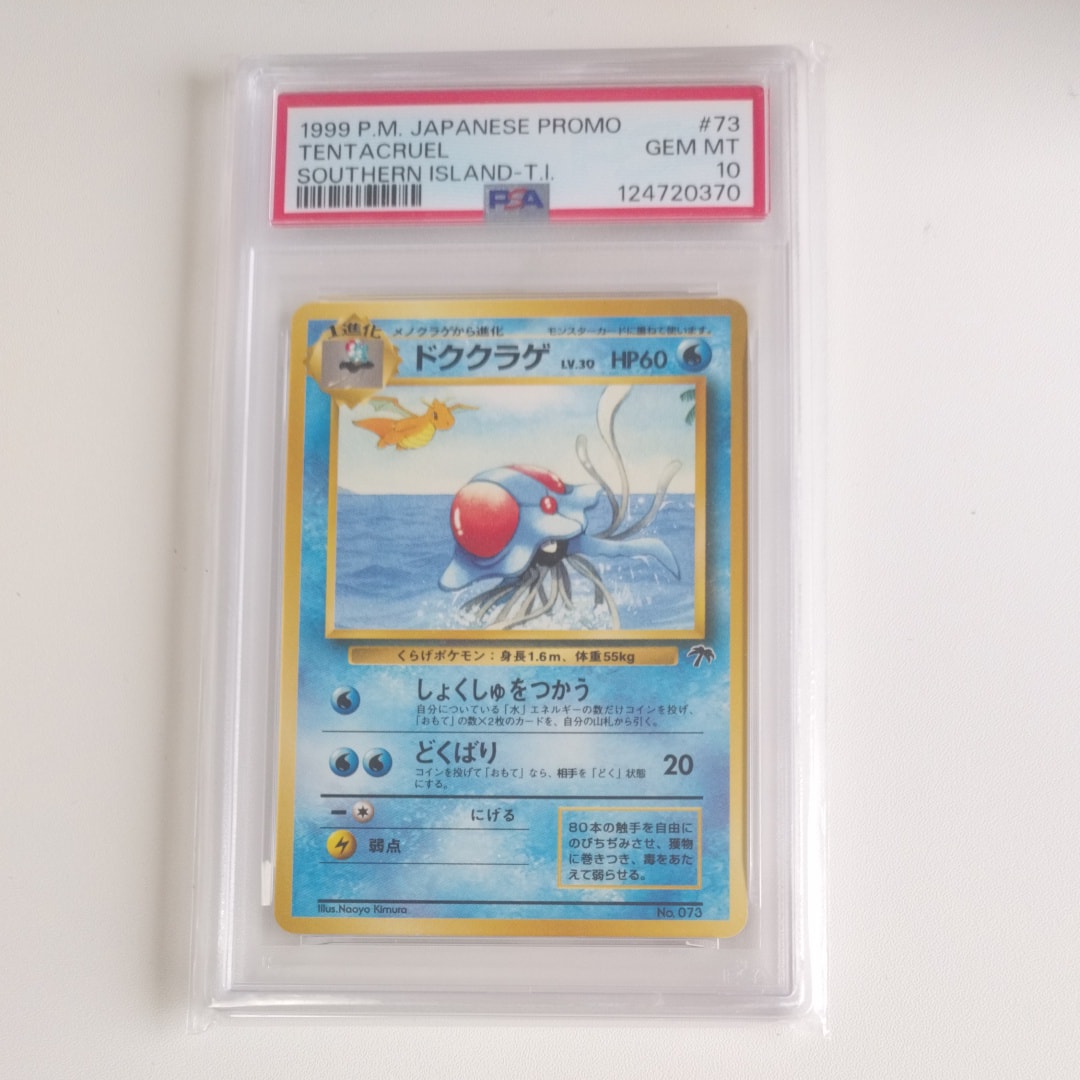 1999 P.M. JAPANESE PROMO #73
TENTACRUEL GEM MT
SOUTHERN ISLAND-T.I. 10
PSA 124720370
1進化 メノクラゲから進化 モンスターカードに重ねて使います。
ドククラゲ LV.30 HP60
くらげポケモン：身長1.6m、体重55kg
しょくしゅをつかう
自分についている「水」エネルギーの数だけコインを投げ、
「おもて」の数×2枚のカードを、自分の山札から引く。
どくばり 20
コインを投げて「おもて」なら、相手を「どく」状態
にする。
にげる
弱点
80本の触手を自由に
のびちぢみさせ、獲物
に巻きつき、毒をあた
えて弱らせる。
Illus.Naoyo Kimura No. 073